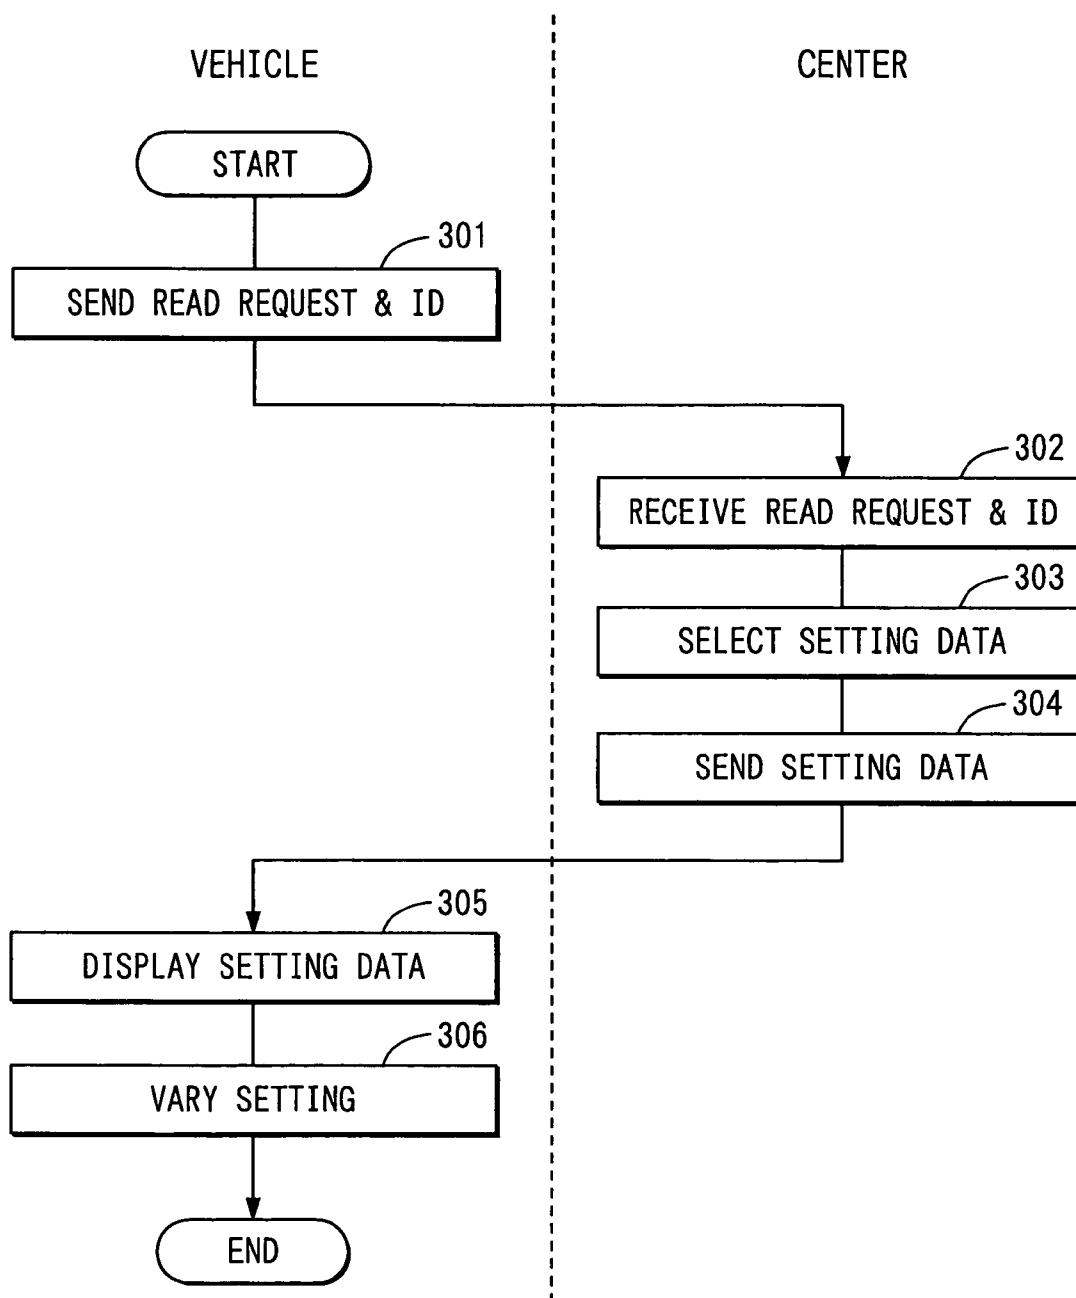 VEHICLE
CENTER
START
301
SEND READ REQUEST & ID
302
RECEIVE READ REQUEST & ID
303
SELECT SETTING DATA
304
SEND SETTING DATA
305
DISPLAY SETTING DATA
306
VARY SETTING
END